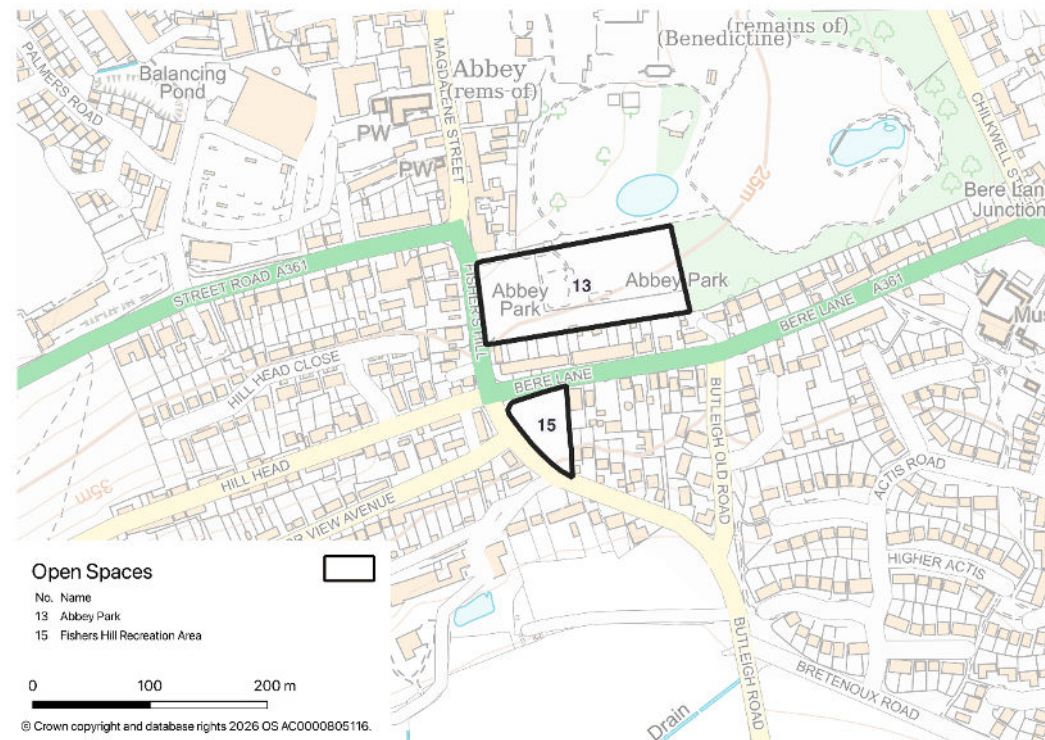 (remains of)
(Benedictine)
PALMERS ROAD
Balancing
Pond
MAGDALENE STREET
Abbey
(rems of)
PW
PW
CHILKWELL ST
25m
Bere Lane
Junction
STREET ROAD A361
FISHERS HILL
Abbey
Park
13
Abbey Park
BERE LANE A361
Mus
HILL HEAD CLOSE
BERE LANE
15
BUTLEIGH OLD ROAD
HILL HEAD
35m
VIEW AVENUE
ACTIS ROAD
HIGHER ACTIS
BUTLEIGH ROAD
BRETENOUX ROAD
Drain
Open Spaces
No. Name
13 Abbey Park
15 Fishers Hill Recreation Area
0 100 200 m
© Crown copyright and database rights 2026 OS AC0000805116.